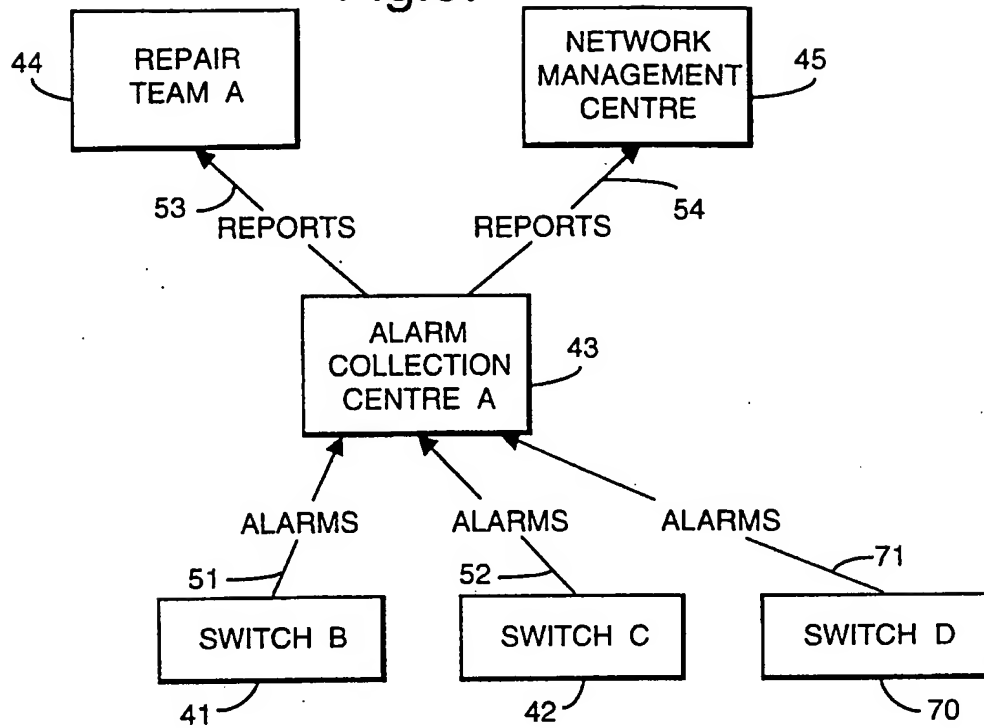 44
REPAIR
TEAM A
NETWORK
MANAGEMENT
CENTRE
45
53
REPORTS
REPORTS
54
ALARM
COLLECTION
CENTRE A
43
ALARMS
ALARMS
ALARMS
51
52
71
SWITCH B
SWITCH C
SWITCH D
41
42
70